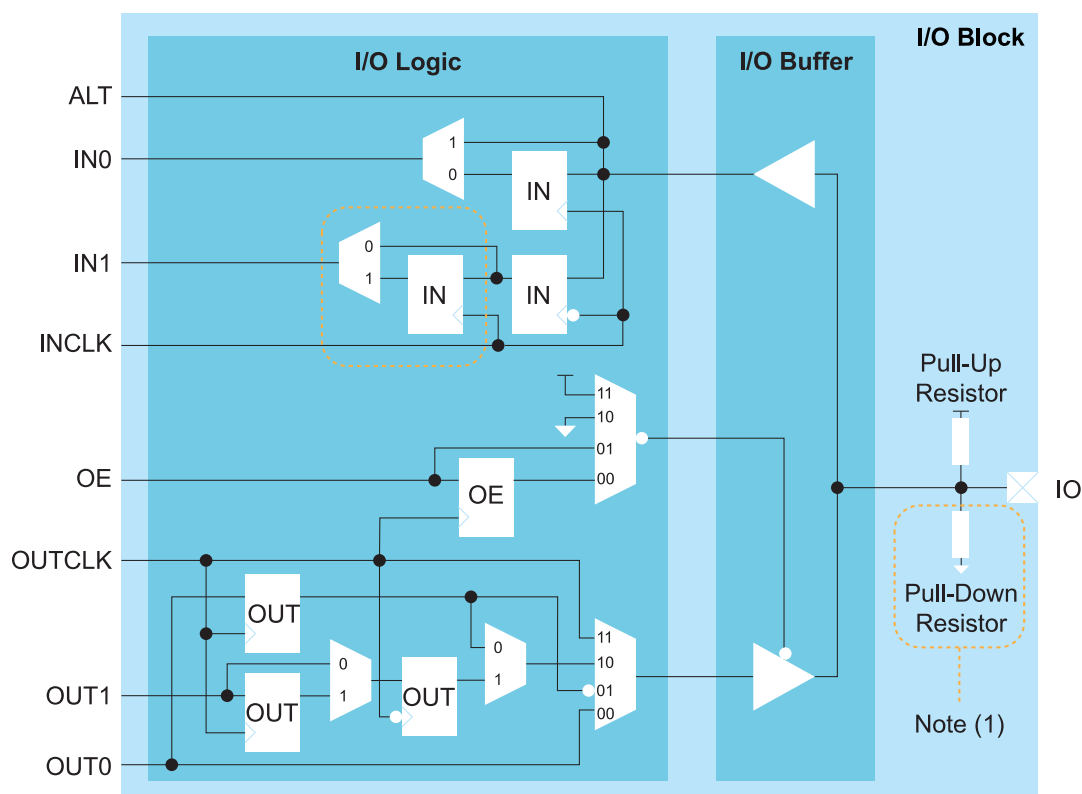 I/O Block
I/O Logic
I/O Buffer
ALT
1
IN0
0
IN
0
IN1
1
IN
IN
INCLK
Pull-Up
Resistor
11
10
01
OE
00
OE
IO
OUTCLK
OUT
Pull-Down
Resistor
11
0
0
10
OUT1
1
OUT
1
01
OUT
00
Note (1)
OUT0